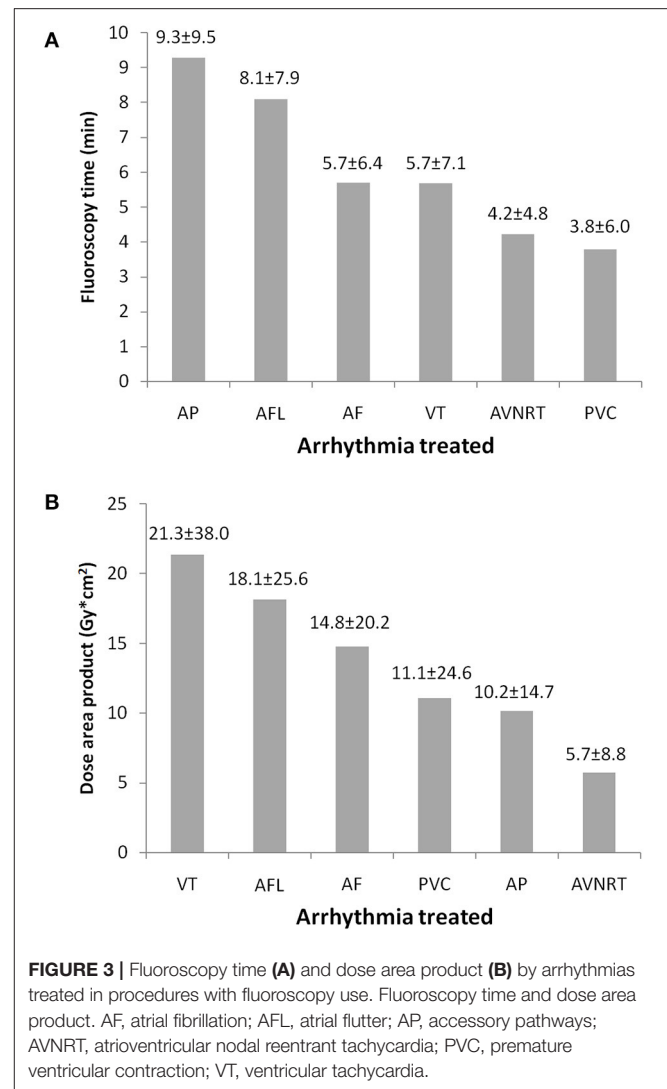 A
10
9
8
7
6
5
4
3
2
1
0
Fluoroscopy time (min)
9.3±9.5
8.1±7.9
5.7±6.4
5.7±7.1
4.2±4.8
3.8±6.0
AP AFL AF VT AVNRT PVC
Arrhythmia treated
B
25
20
15
10
5
0
Dose area product (Gy*cm²)
21.3±38.0
18.1±25.6
14.8±20.2
11.1±24.6
10.2±14.7
5.7±8.8
VT AFL AF PVC AP AVNRT
Arrhythmia treated
FIGURE 3 | Fluoroscopy time (A) and dose area product (B) by arrhythmias
treated in procedures with fluoroscopy use. Fluoroscopy time and dose area
product. AF, atrial fibrillation; AFL, atrial flutter; AP, accessory pathways;
AVNRT, atrioventricular nodal reentrant tachycardia; PVC, premature
ventricular contraction; VT, ventricular tachycardia.